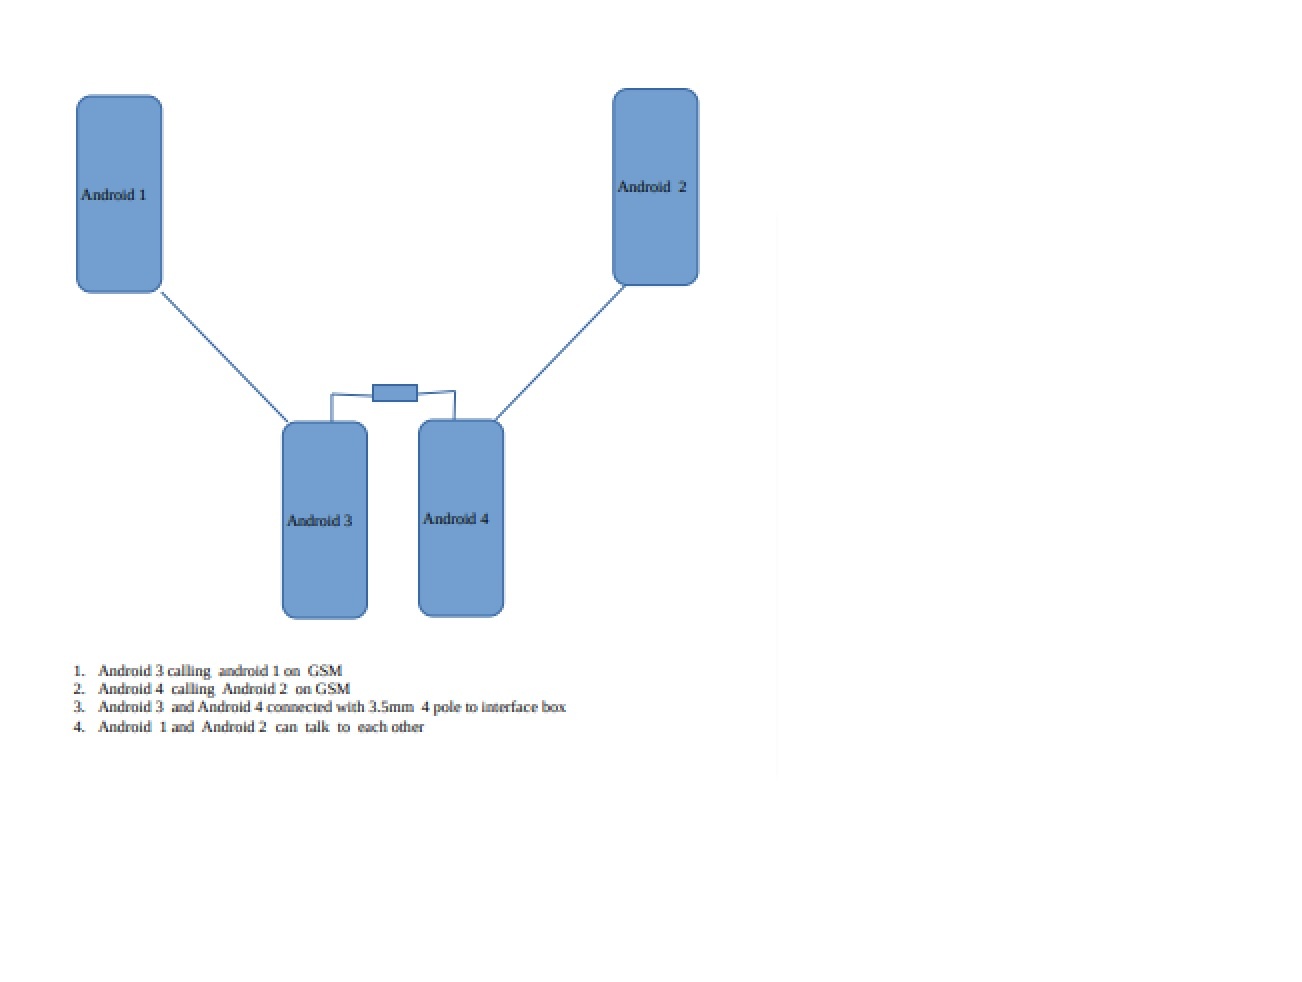 Android 1
Android 2
Android 3
Android 4
1. Android 3 calling android 1 on GSM
2. Android 4 calling Android 2 on GSM
3. Android 3 and Android 4 connected with 3.5mm 4 pole to interface box
4. Android 1 and Android 2 can talk to each other